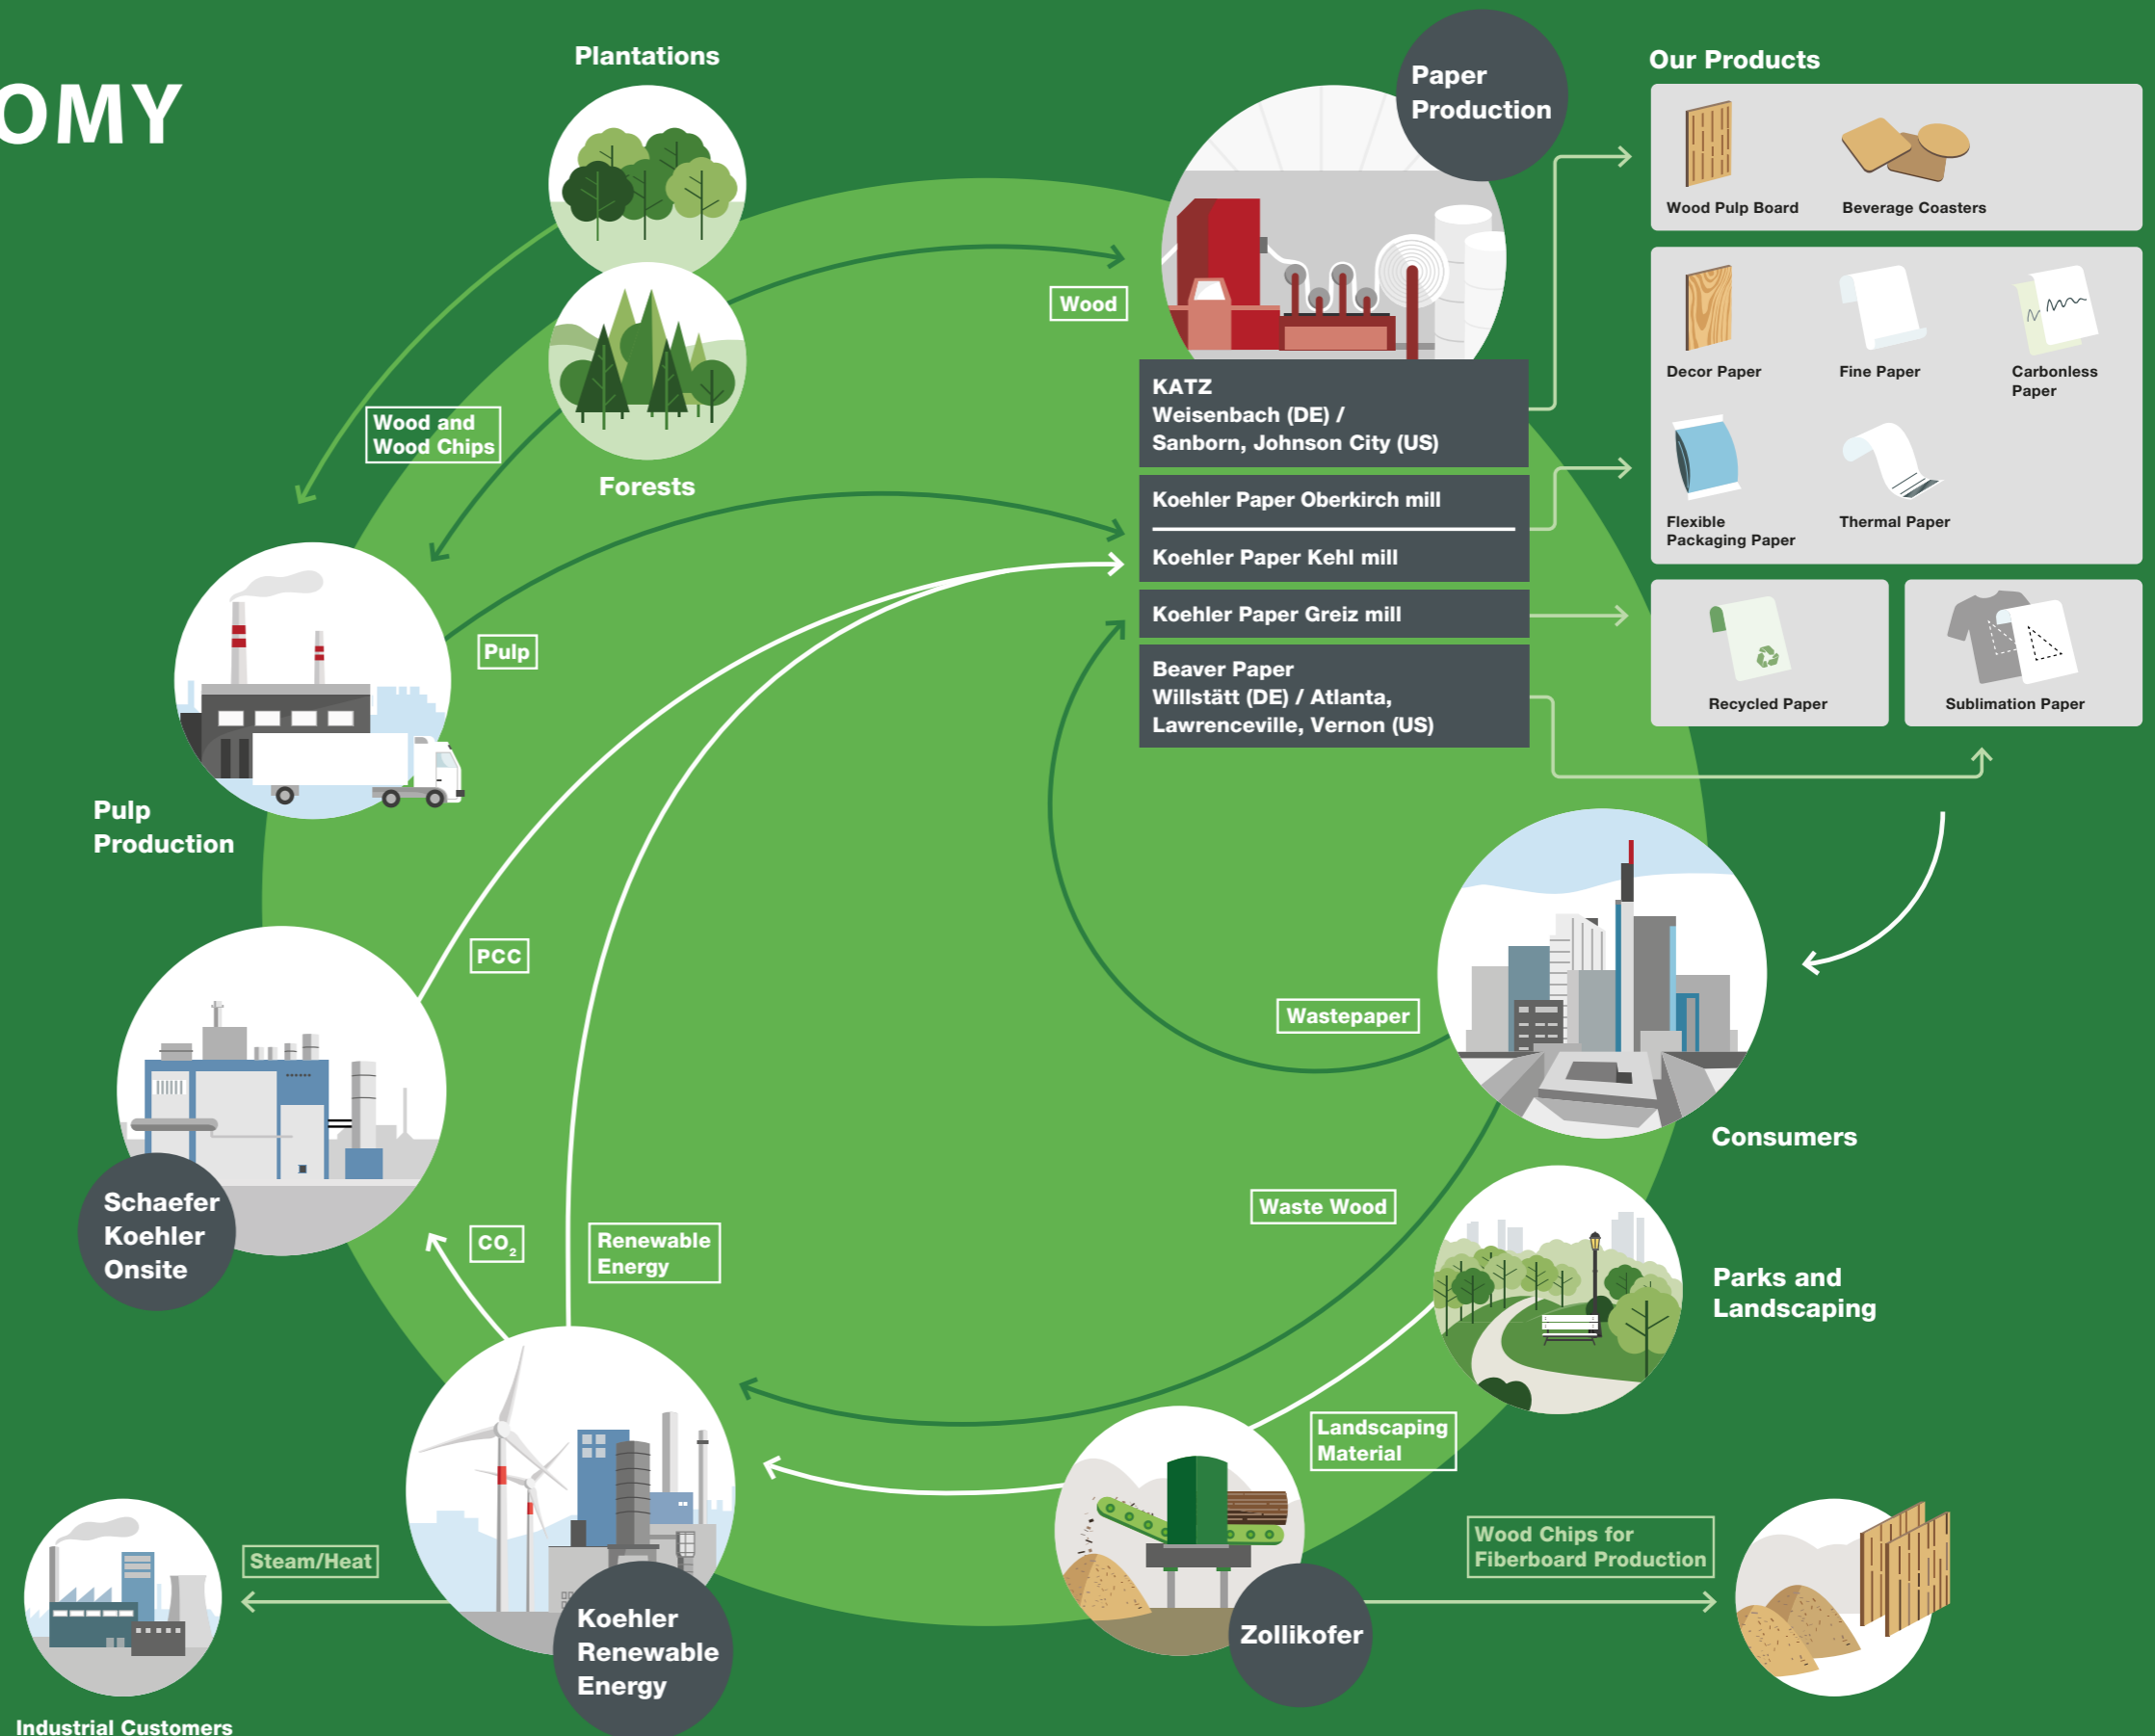 OMY
Plantations
Forests
Wood and
Wood Chips
Wood
Paper
Production
KATZ
Weisenbach (DE) /
Sanborn, Johnson City (US)
Koehler Paper Oberkirch mill
Koehler Paper Kehl mill
Koehler Paper Greiz mill
Beaver Paper
Willstätt (DE) / Atlanta,
Lawrenceville, Vernon (US)
Our Products
Wood Pulp Board
Beverage Coasters
Decor Paper
Fine Paper
Carbonless
Paper
Flexible
Packaging Paper
Thermal Paper
Recycled Paper
Sublimation Paper
Pulp
Pulp
Production
PCC
Schaefer
Koehler
Onsite
CO₂
Renewable
Energy
Wastepaper
Consumers
Waste Wood
Parks and
Landscaping
Landscaping
Material
Wood Chips for
Fiberboard Production
Zollikofer
Koehler
Renewable
Energy
Steam/Heat
Industrial Customers